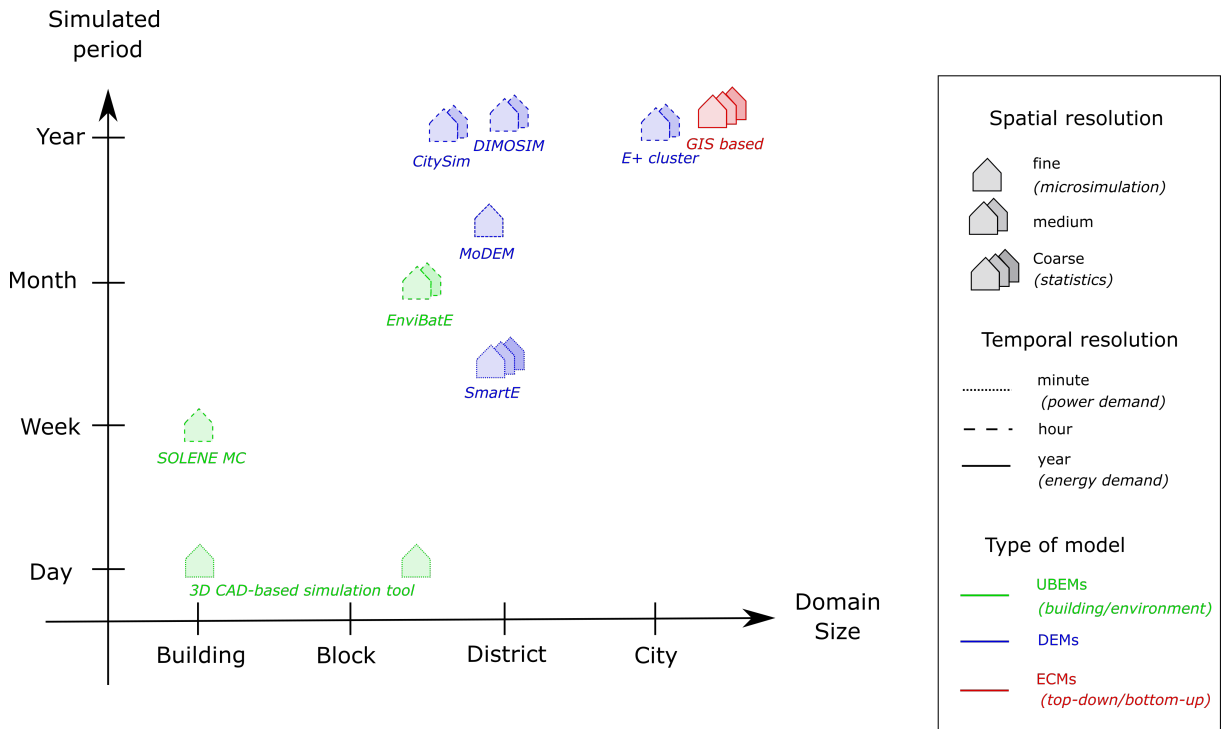 Simulated
period
Year
Month
Week
Day
CitySim
DIMOSIM
E+ cluster
GIS based
MoDEM
EnviBatE
SmartE
SOLENE MC
3D CAD-based simulation tool
Building
Block
District
City
Domain
Size
Spatial resolution
fine
(microsimulation)
medium
Coarse
(statistics)
Temporal resolution
minute
(power demand)
hour
year
(energy demand)
Type of model
UBEMs
(building/environment)
DEMs
ECMs
(top-down/bottom-up)